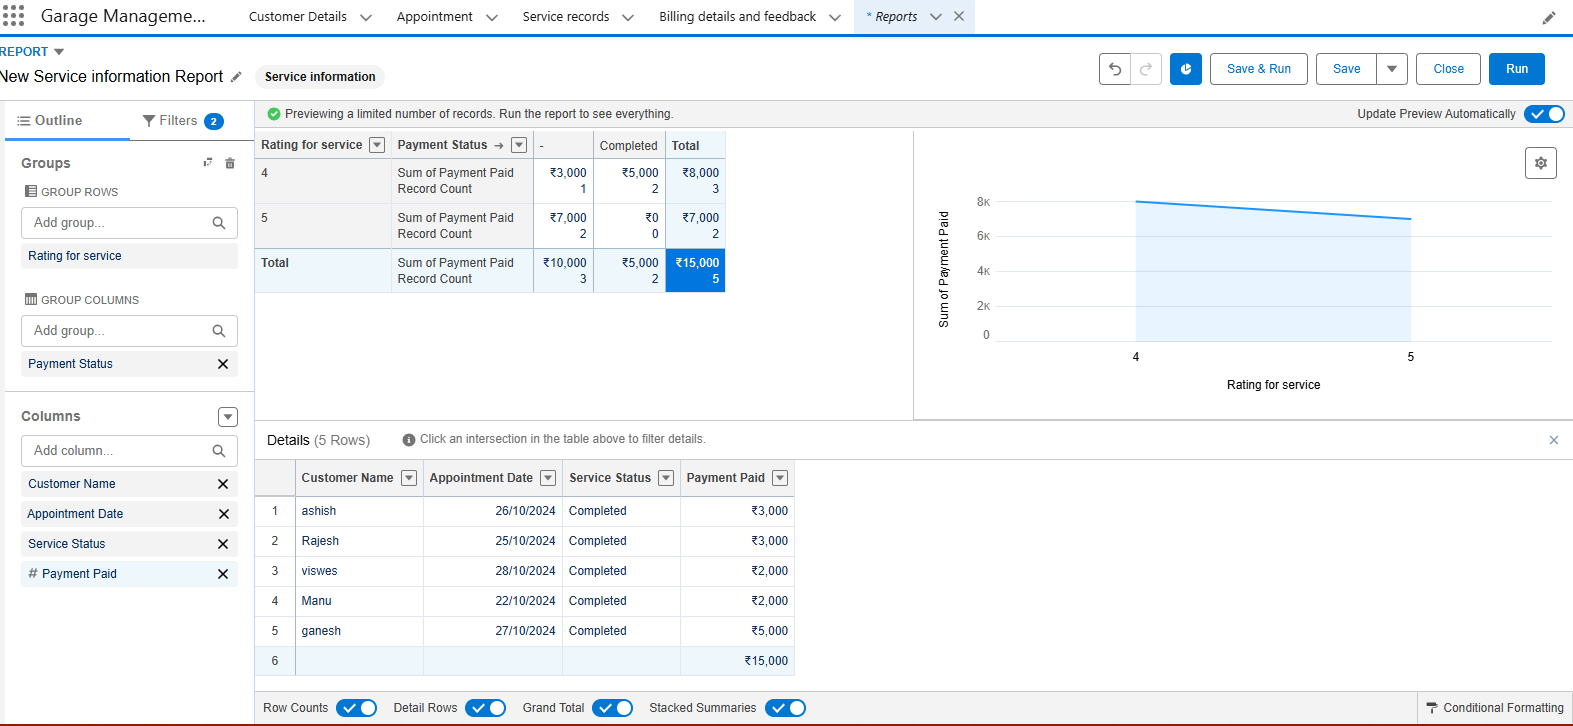 Garage Manageme... Customer Details Appointment Service records Billing details and feedback * Reports
REPORT
New Service information Report Service information
Save & Run Save Close Run
Outline Filters 2
Previewing a limited number of records. Run the report to see everything. Update Preview Automatically
Groups
GROUP ROWS
Add group...
Rating for service
GROUP COLUMNS
Add group...
Payment Status
Columns
Add column...
Customer Name
Appointment Date
Service Status
# Payment Paid
Rating for service Payment Status → - Completed Total
4 Sum of Payment Paid ₹3,000 ₹5,000 ₹8,000
Record Count 1 2 3
5 Sum of Payment Paid ₹7,000 ₹0 ₹7,000
Record Count 2 0 2
Total Sum of Payment Paid ₹10,000 ₹5,000 ₹15,000
Record Count 3 2 5
Sum of Payment Paid
8K
6K
4K
2K
0
4 5
Rating for service
Details (5 Rows) Click an intersection in the table above to filter details.
Customer Name Appointment Date Service Status Payment Paid
1 ashish 26/10/2024 Completed ₹3,000
2 Rajesh 25/10/2024 Completed ₹3,000
3 viswes 28/10/2024 Completed ₹2,000
4 Manu 22/10/2024 Completed ₹2,000
5 ganesh 27/10/2024 Completed ₹5,000
6 ₹15,000
Row Counts Detail Rows Grand Total Stacked Summaries Conditional Formatting